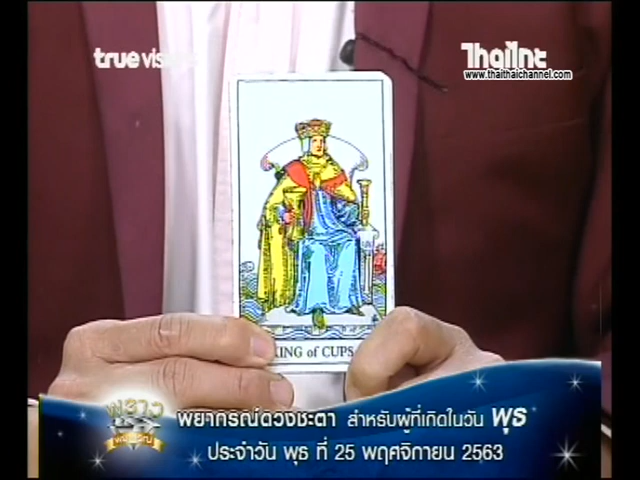 true visions
ThaiThai
www.thaithaichannel.com
KING of CUPS
พยากรณ์ดวงชะตา สำหรับผู้ที่เกิดในวัน พุธ
ประจำวัน พุธ ที่ 25 พฤศจิกายน 2563